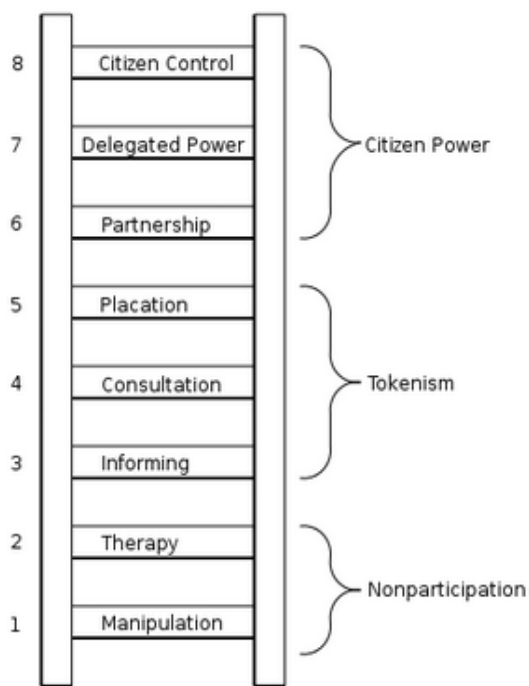 8 Citizen Control
7 Delegated Power Citizen Power
6 Partnership
5 Placation
4 Consultation Tokenism
3 Informing
2 Therapy
Nonparticipation
1 Manipulation